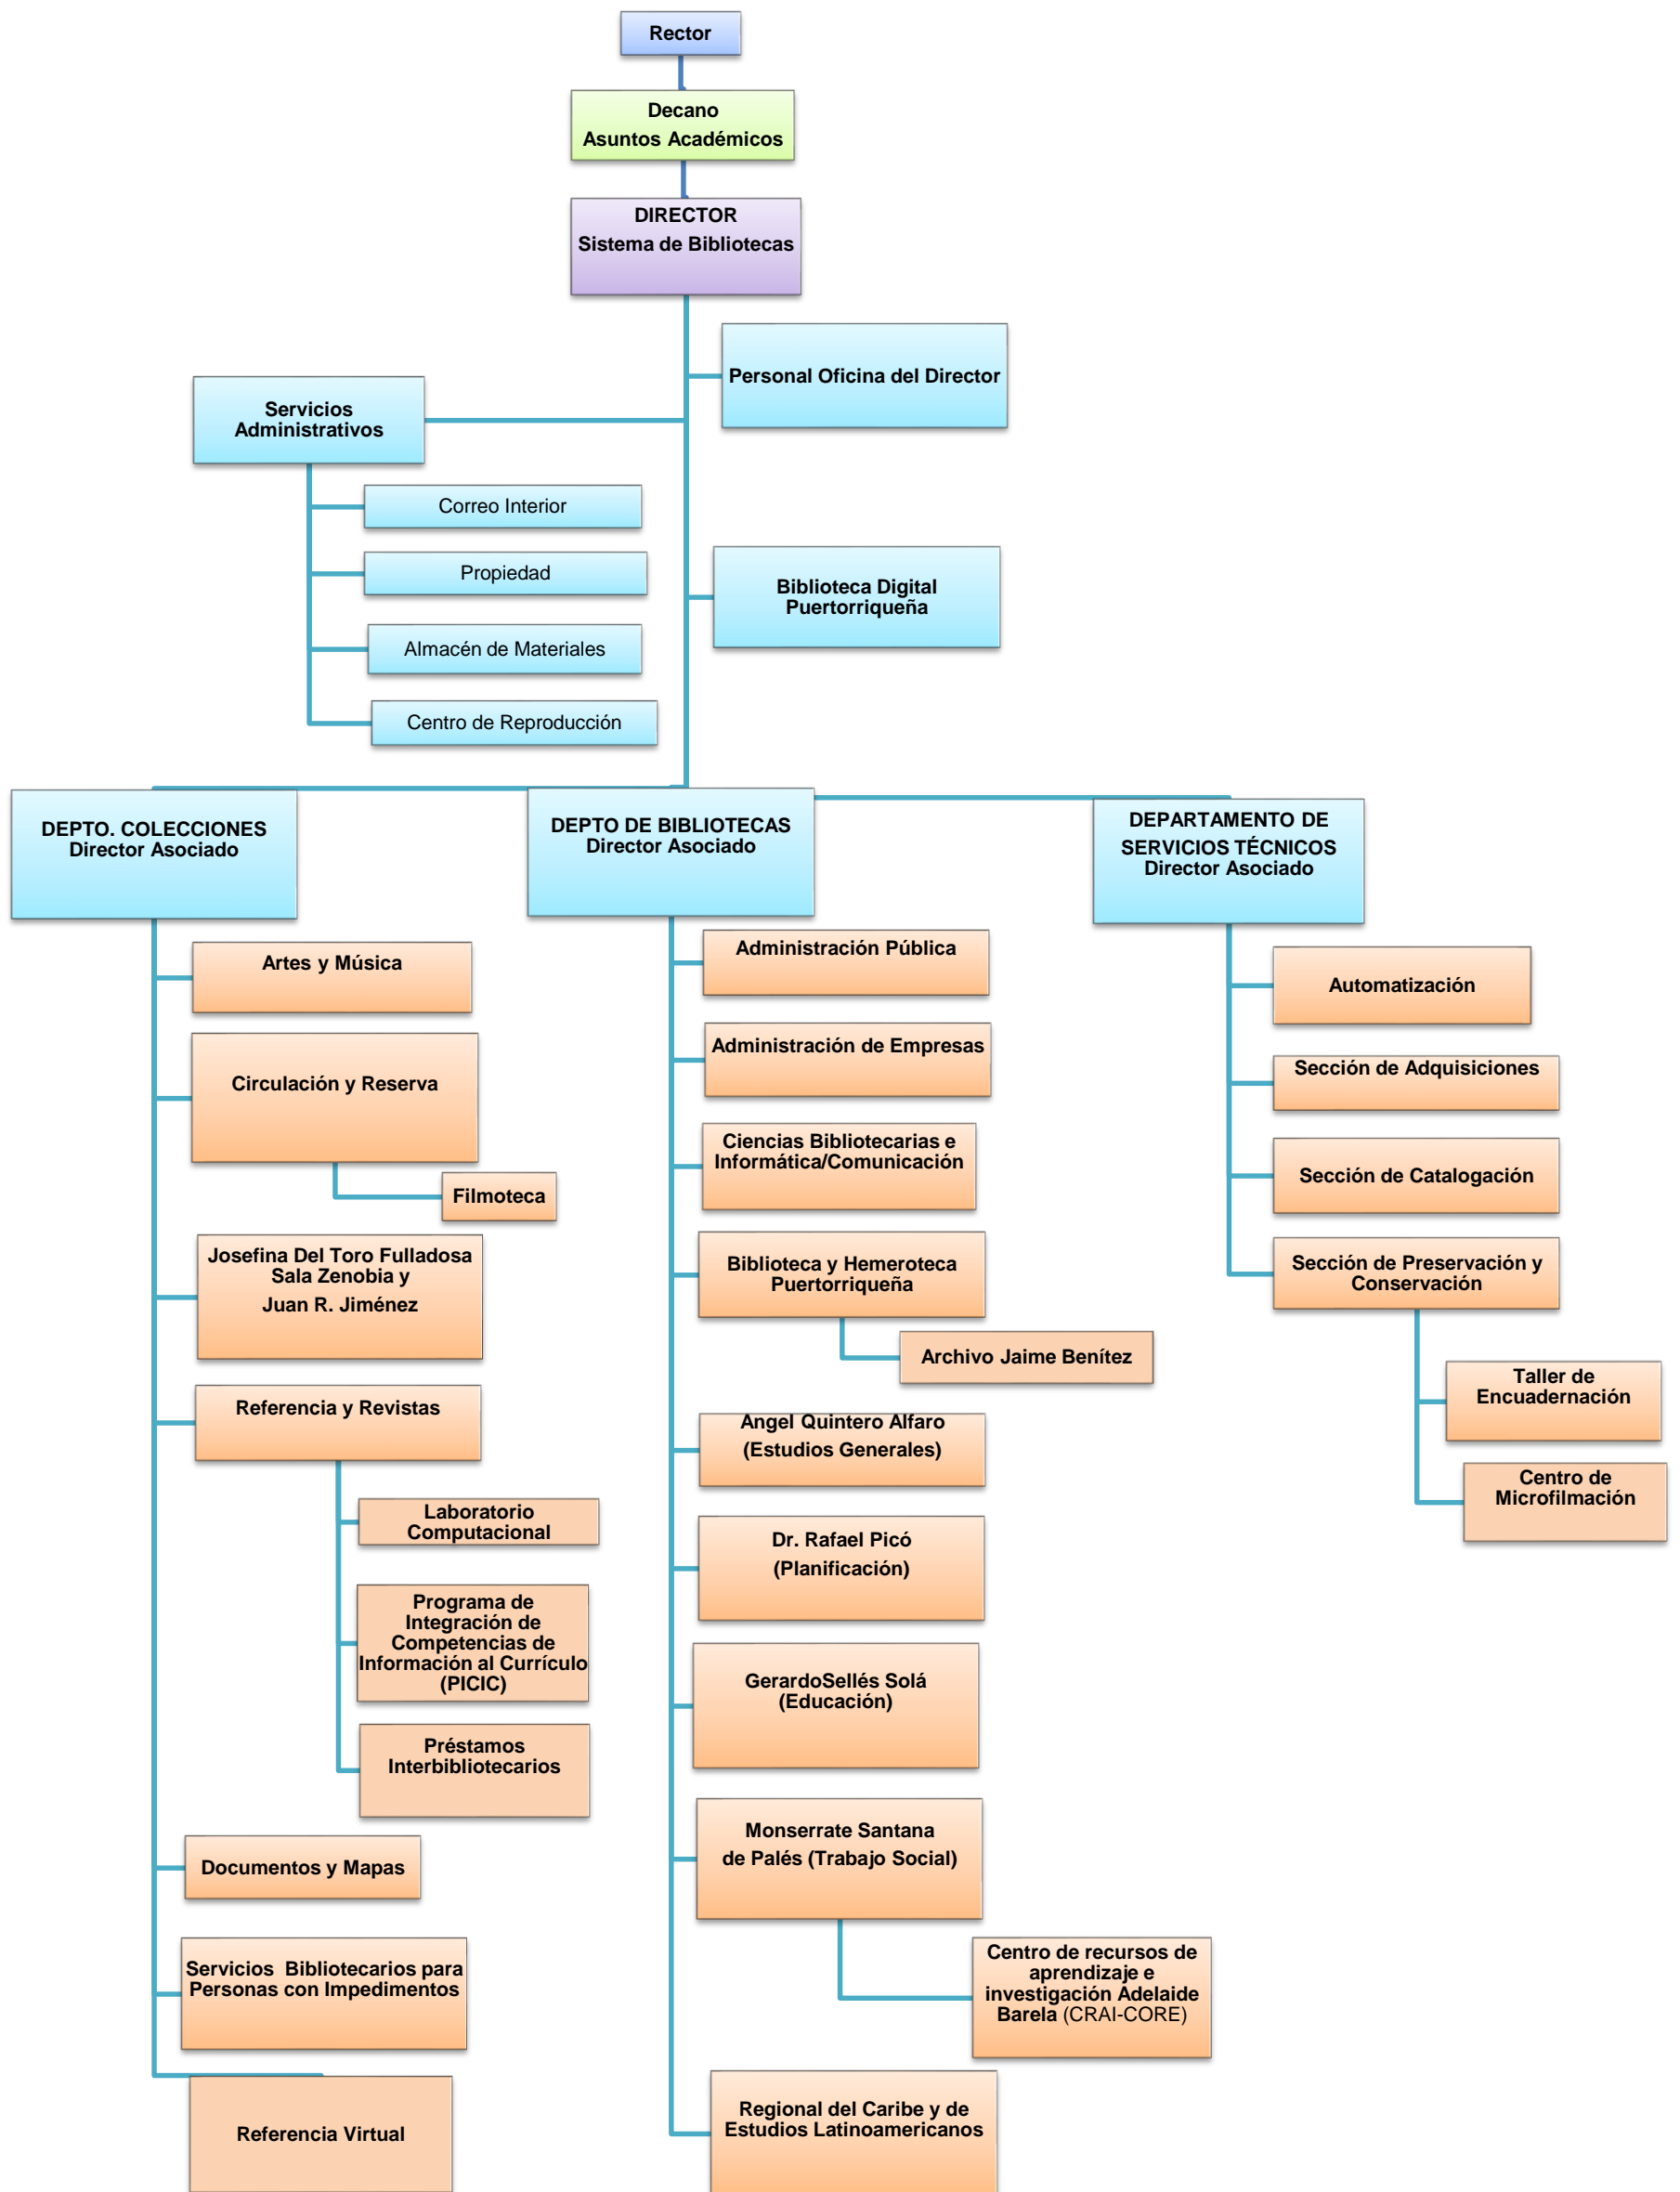 Rector
Decano
Asuntos Académicos
DIRECTOR
Sistema de Bibliotecas
Personal Oficina del Director
Servicios
Administrativos
Correo Interior
Propiedad
Almacén de Materiales
Centro de Reproducción
Biblioteca Digital
Puertorriqueña
DEPTO. COLECCIONES
Director Asociado
Artes y Música
Circulación y Reserva
Filmoteca
Josefina Del Toro Fulladosa
Sala Zenobia y
Juan R. Jiménez
Referencia y Revistas
Laboratorio
Computacional
Programa de
Integración de
Competencias de
Información al Currículo
(PICIC)
Préstamos
Interbibliotecarios
Documentos y Mapas
Servicios  Bibliotecarios para
Personas con Impedimentos
Referencia Virtual
DEPTO DE BIBLIOTECAS
Director Asociado
Administración Pública
Administración de Empresas
Ciencias Bibliotecarias e
Informática/Comunicación
Biblioteca y Hemeroteca
Puertorriqueña
Archivo Jaime Benítez
Angel Quintero Alfaro
(Estudios Generales)
Dr. Rafael Picó
(Planificación)
GerardoSellés Solá
(Educación)
Monserrate Santana
de Palés (Trabajo Social)
Centro de recursos de
aprendizaje e
investigación Adelaide
Barela (CRAI-CORE)
Regional del Caribe y de
Estudios Latinoamericanos
DEPARTAMENTO DE
SERVICIOS TÉCNICOS
Director Asociado
Automatización
Sección de Adquisiciones
Sección de Catalogación
Sección de Preservación y
Conservación
Taller de
Encuadernación
Centro de
Microfilmación